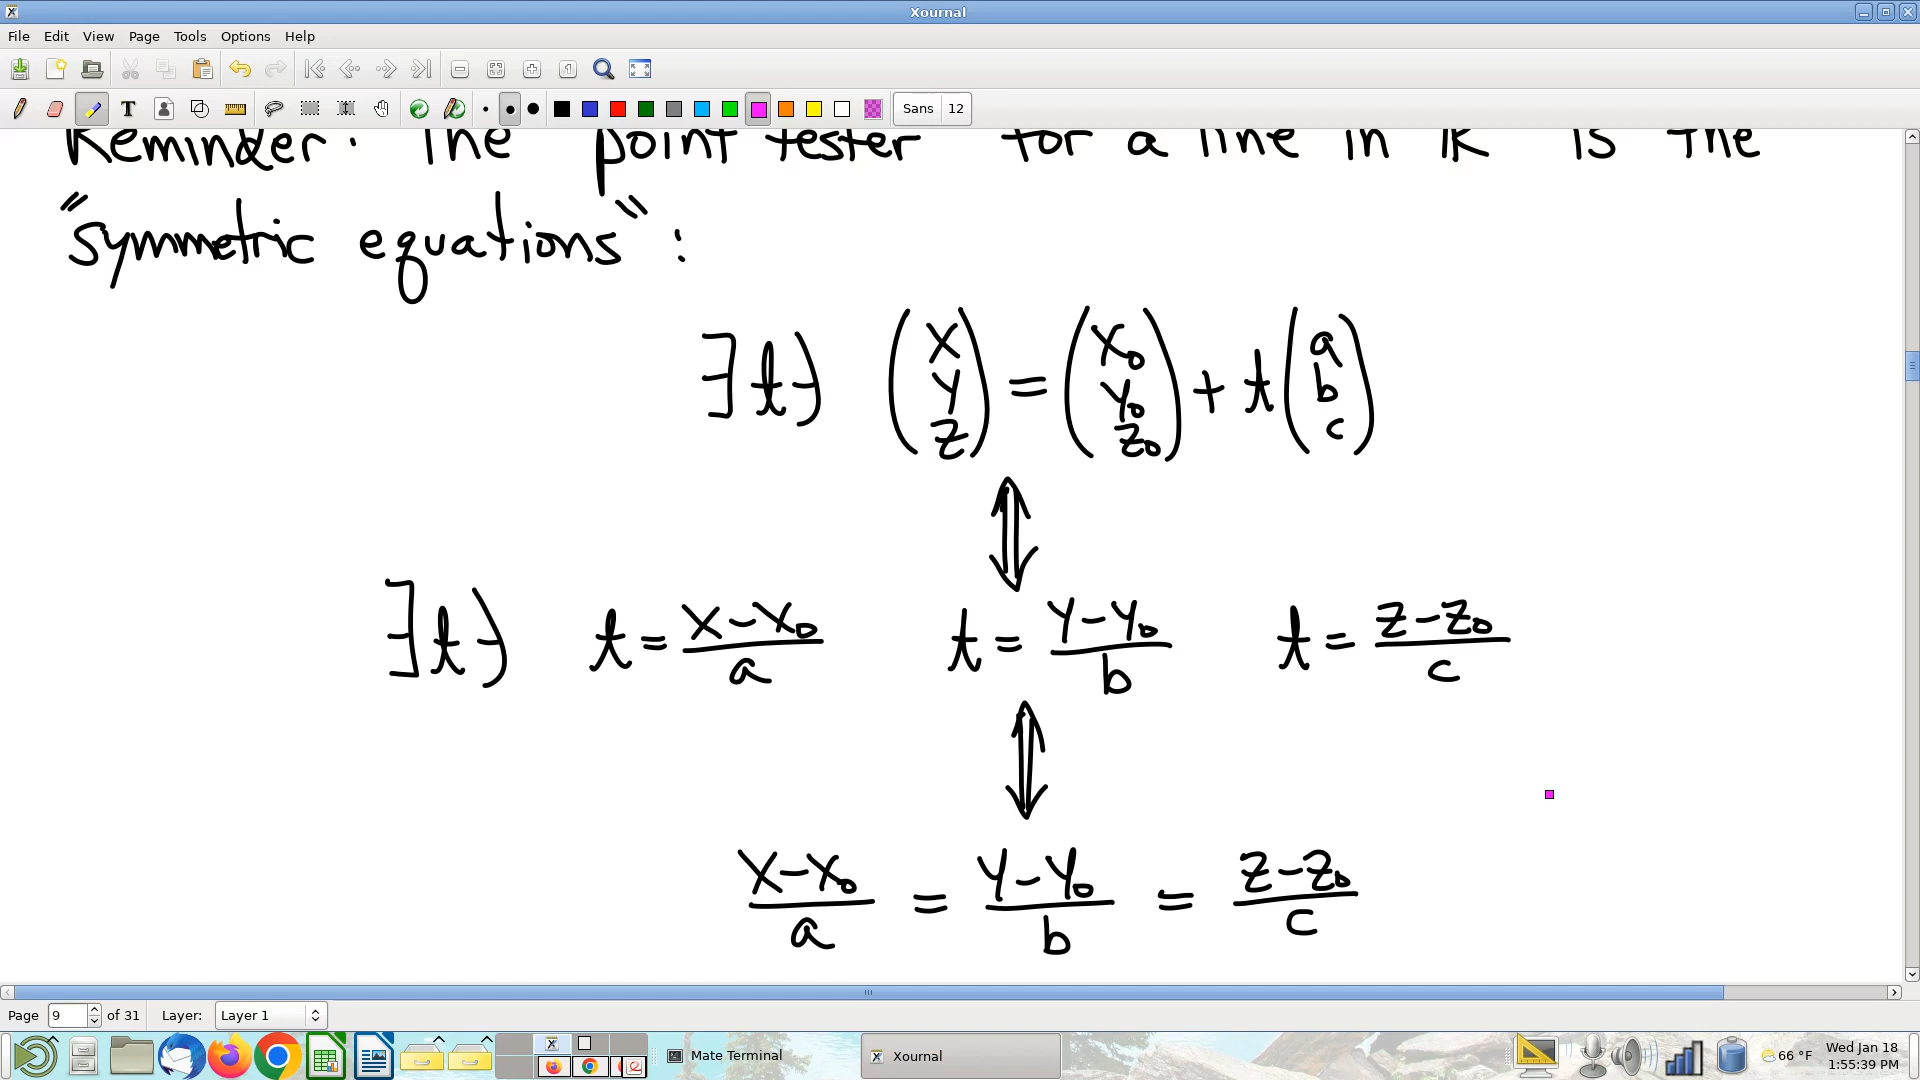 Xournal
File Edit View Page Tools Options Help
Sans 12
Reminder: The point tester for a line in ℝ is the
"symmetric equations":
∃ t ∋ (x y z) = (x₀ y₀ z₀) + t (a b c)
⇕
∃ t ∋ t = (x - x₀)/a t = (y - y₀)/b t = (z - z₀)/c
⇕
(x - x₀)/a = (y - y₀)/b = (z - z₀)/c
Page 9 of 31 Layer: Layer 1
Mate Terminal Xournal 66 °F Wed Jan 18
1:55:39 PM